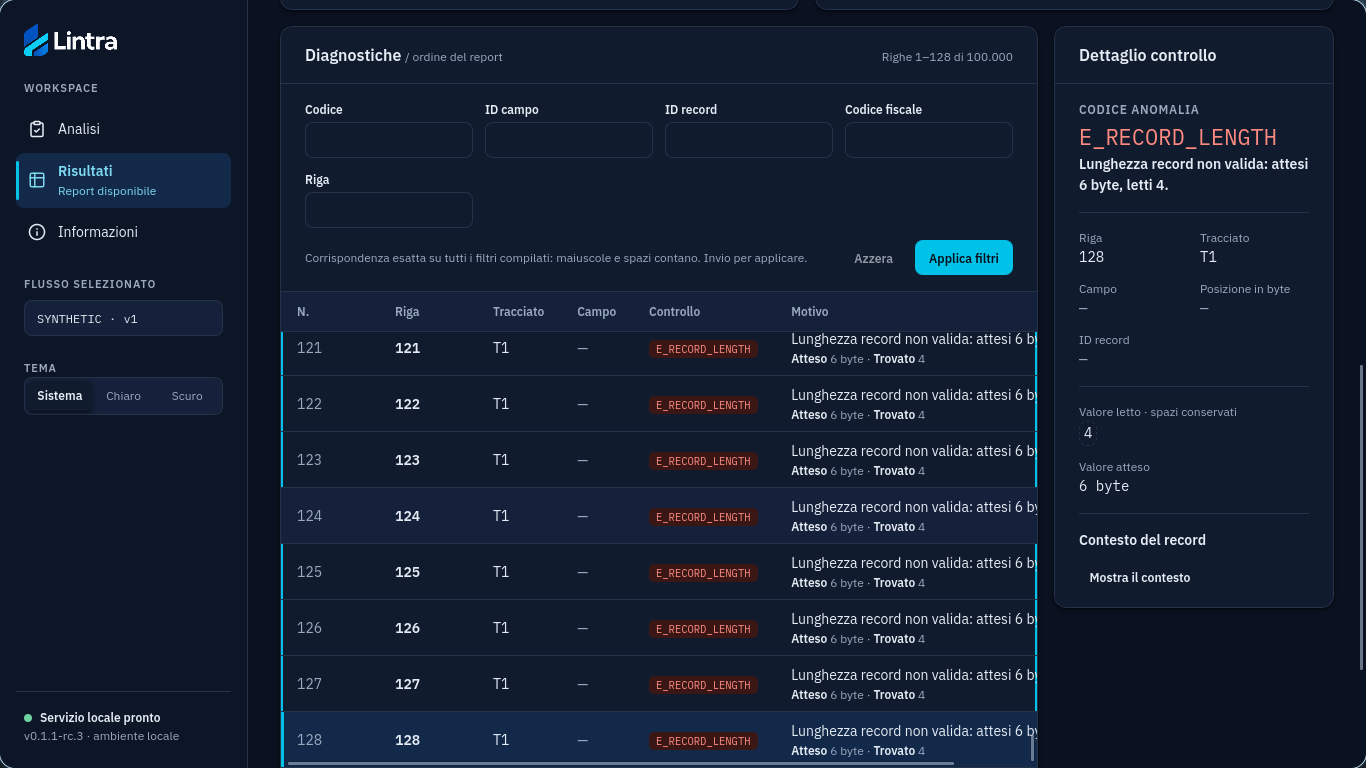 Lintra
WORKSPACE
Analisi
Risultati
Report disponibile
Informazioni
FLUSSO SELEZIONATO
SYNTHETIC · v1
TEMA
Sistema Chiaro Scuro
Servizio locale pronto
v0.1.1-rc.3 · ambiente locale
Diagnostiche / ordine del report Righe 1–128 di 100.000
Codice ID campo ID record Codice fiscale
Riga
Corrispondenza esatta su tutti i filtri compilati: maiuscole e spazi contano. Invio per applicare. Azzera Applica filtri
N. Riga Tracciato Campo Controllo Motivo
121 121 T1 — E_RECORD_LENGTH Lunghezza record non valida: attesi 6 by
Atteso 6 byte · Trovato 4
122 122 T1 — E_RECORD_LENGTH Lunghezza record non valida: attesi 6 by
Atteso 6 byte · Trovato 4
123 123 T1 — E_RECORD_LENGTH Lunghezza record non valida: attesi 6 by
Atteso 6 byte · Trovato 4
124 124 T1 — E_RECORD_LENGTH Lunghezza record non valida: attesi 6 by
Atteso 6 byte · Trovato 4
125 125 T1 — E_RECORD_LENGTH Lunghezza record non valida: attesi 6 by
Atteso 6 byte · Trovato 4
126 126 T1 — E_RECORD_LENGTH Lunghezza record non valida: attesi 6 by
Atteso 6 byte · Trovato 4
127 127 T1 — E_RECORD_LENGTH Lunghezza record non valida: attesi 6 by
Atteso 6 byte · Trovato 4
128 128 T1 — E_RECORD_LENGTH Lunghezza record non valida: attesi 6 by
Atteso 6 byte · Trovato 4
Dettaglio controllo
CODICE ANOMALIA
E_RECORD_LENGTH
Lunghezza record non valida: attesi
6 byte, letti 4.
Riga Tracciato
128 T1
Campo Posizione in byte
— —
ID record
—
Valore letto · spazi conservati
4
Valore atteso
6 byte
Contesto del record
Mostra il contesto